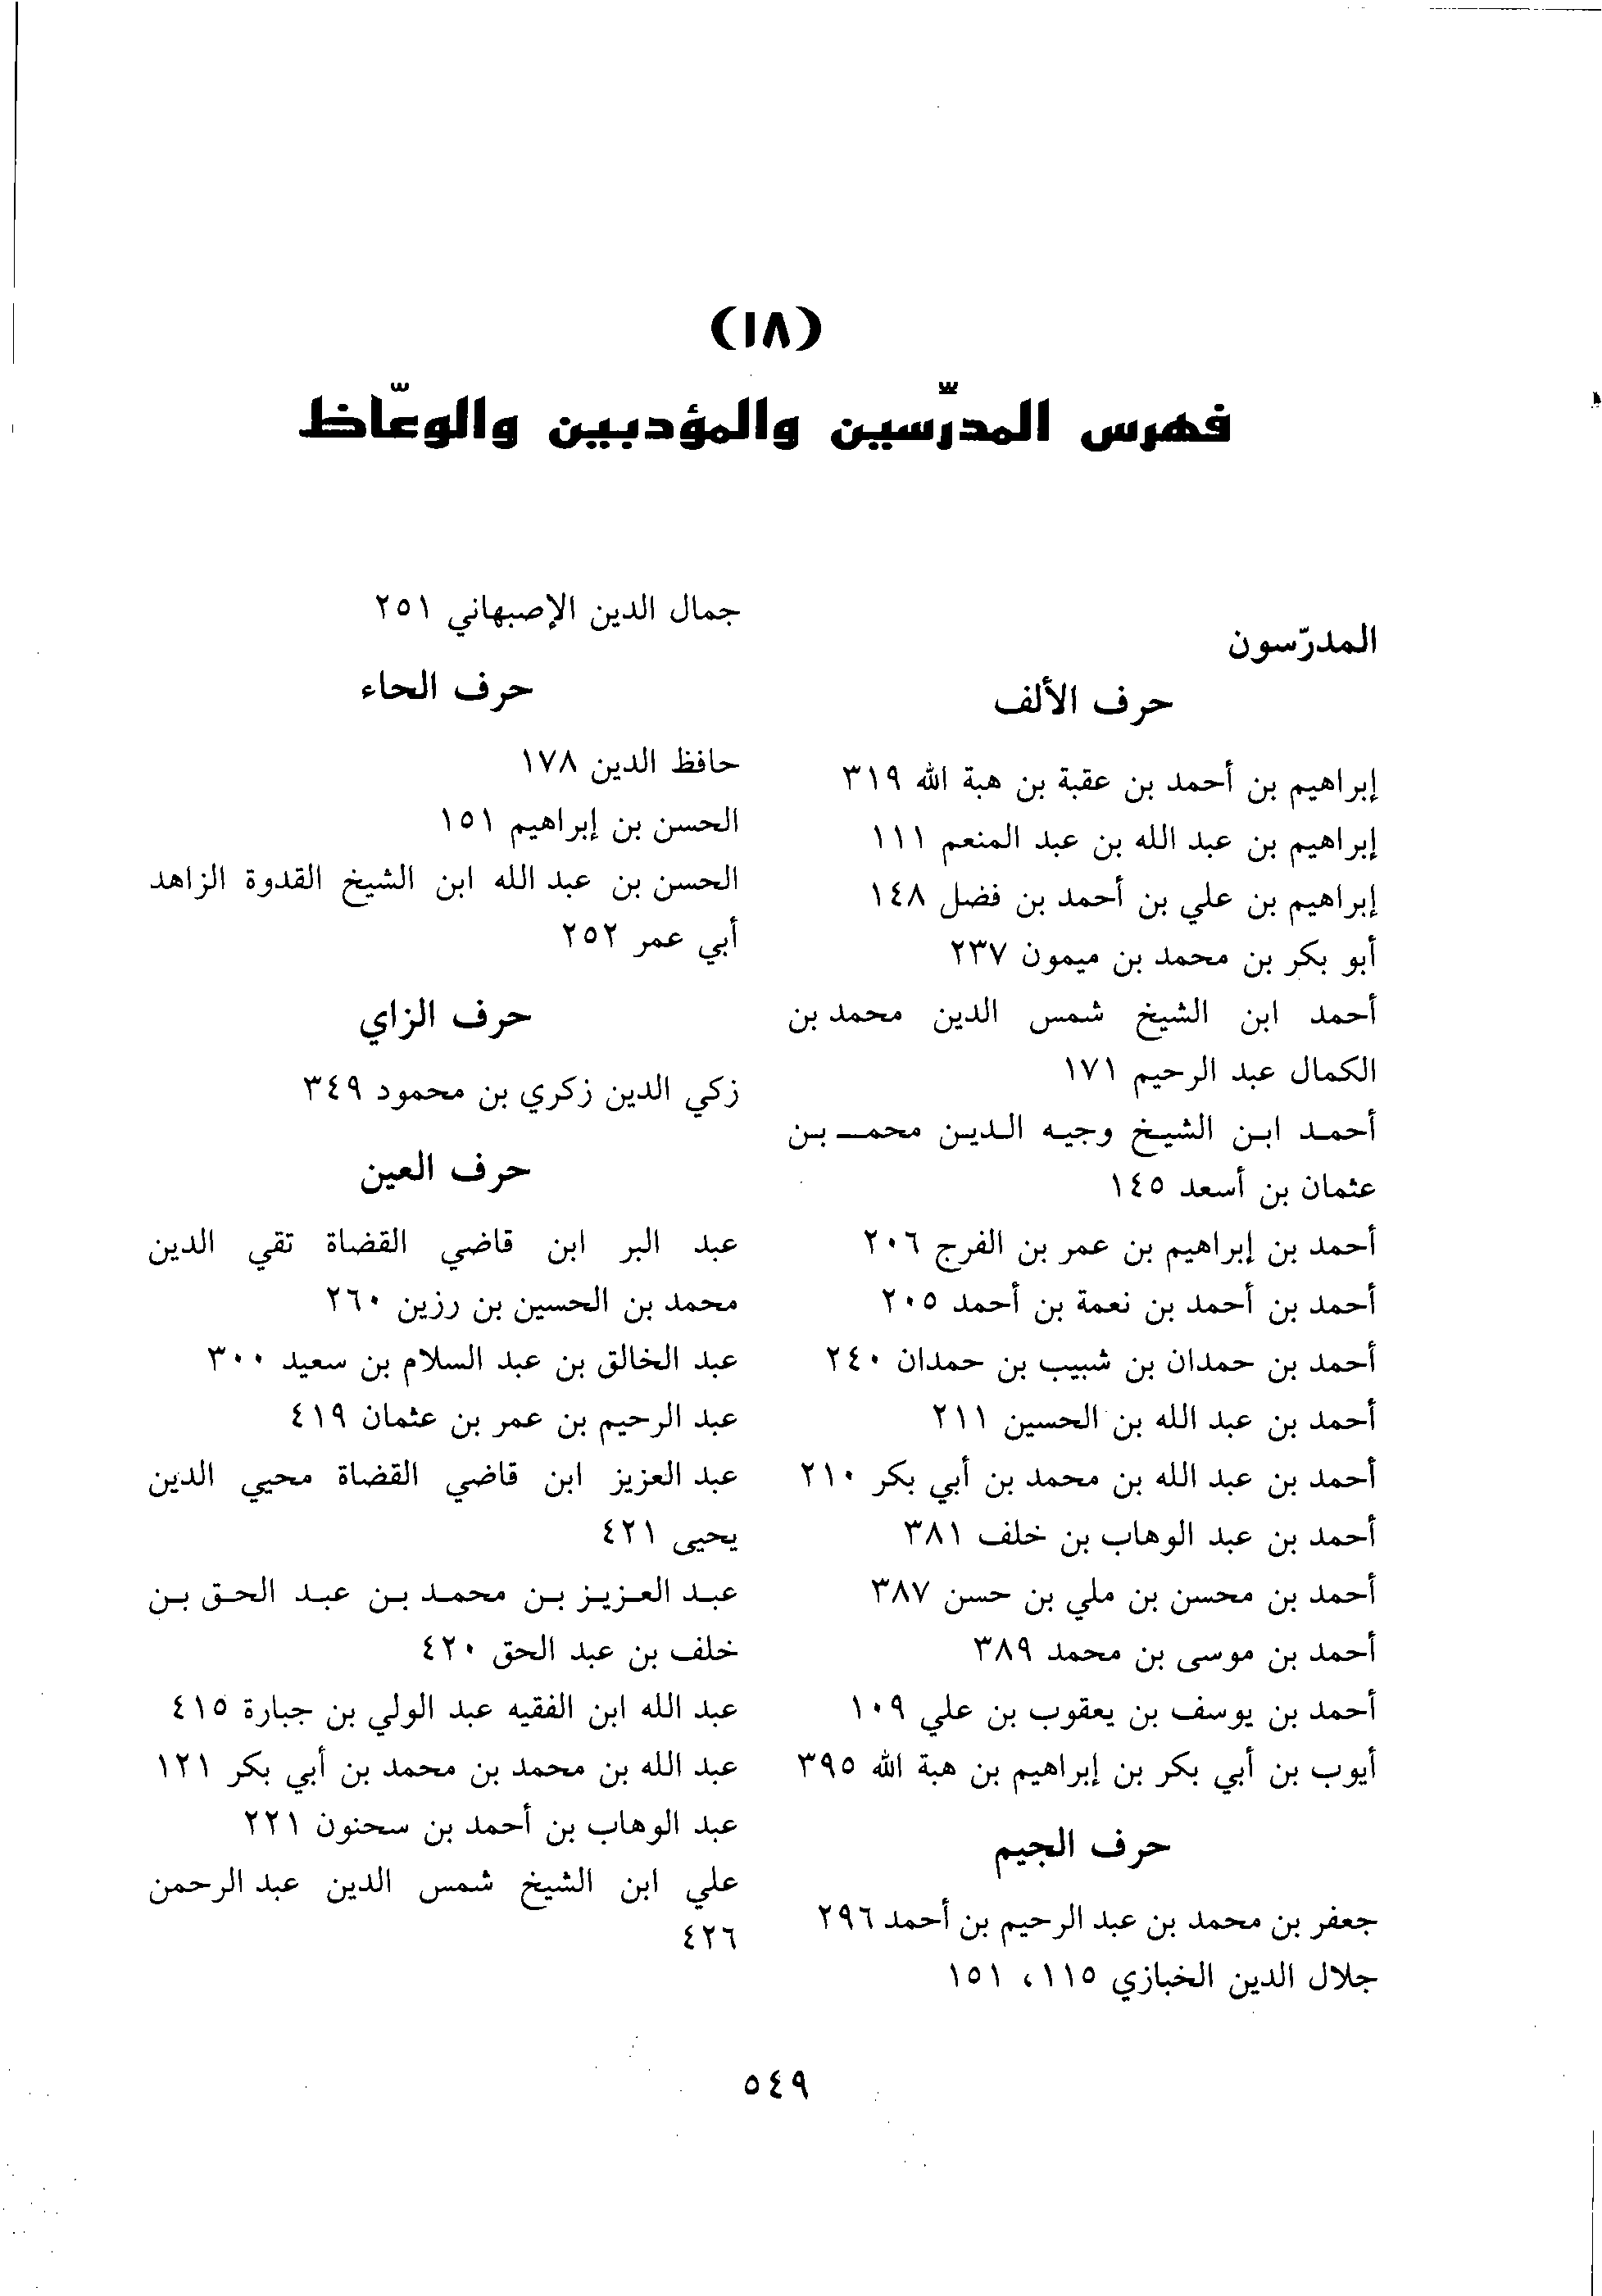 (١٨)
فهرس المدرّسين والمؤدبين والوعّاظ
المدرّسون
حرف الألف
إبراهيم بن أحمد بن عقبة بن هبة الله ٣١٩
إبراهيم بن عبد الله بن عبد المنعم ١١١
إبراهيم بن علي بن أحمد بن فضل ١٤٨
أبو بكر بن محمد بن ميمون ٢٣٧
أحمد ابن الشيخ شمس الدين محمد بن
الكمال عبد الرحيم ١٧١
أحمد ابن الشيخ وجيه الدين محمـ بن
عثمان بن أسعد ١٤٥
أحمد بن إبراهيم بن عمر بن الفرج ٢٠٦
أحمد بن أحمد بن نعمة بن أحمد ٢٠٥
أحمد بن حمدان بن شبيب بن حمدان ٢٤٠
أحمد بن عبد الله بن الحسين ٢١١
أحمد بن عبد الله بن محمد بن أبي بكر ٢١٠
أحمد بن عبد الوهاب بن خلف ٣٨١
أحمد بن محسن بن ملي بن حسن ٣٨٧
أحمد بن موسى بن محمد ٣٨٩
أحمد بن يوسف بن يعقوب بن علي ١٠٩
أيوب بن أبي بكر بن إبراهيم بن هبة الله ٣٩٥
حرف الجيم
جعفر بن محمد بن عبد الرحيم بن أحمد ٢٩٦
جلال الدين الخبازي ١١٥، ١٥١
جمال الدين الإصبهاني ٢٥١
حرف الحاء
حافظ الدين ١٧٨
الحسن بن إبراهيم ١٥١
الحسن بن عبد الله ابن الشيخ القدوة الزاهد
أبي عمر ٢٥٢
حرف الزاي
زكي الدين زكري بن محمود ٣٤٩
حرف العين
عبد البر ابن قاضي القضاة تقي الدين
محمد بن الحسين بن رزين ٢٦٠
عبد الخالق بن عبد السلام بن سعيد ٣٠٠
عبد الرحيم بن عمر بن عثمان ٤١٩
عبد العزيز ابن قاضي القضاة محيي الدين
يحيى ٤٢١
عبد العزيز بن محمد بن عبد الحق بن
خلف بن عبد الحق ٤٢٠
عبد الله ابن الفقيه عبد الولي بن جبارة ٤١٥
عبد الله بن محمد بن محمد بن أبي بكر ١٢١
عبد الوهاب بن أحمد بن سحنون ٢٢١
علي ابن الشيخ شمس الدين عبد الرحمن
٤٢٦
٥٤٩